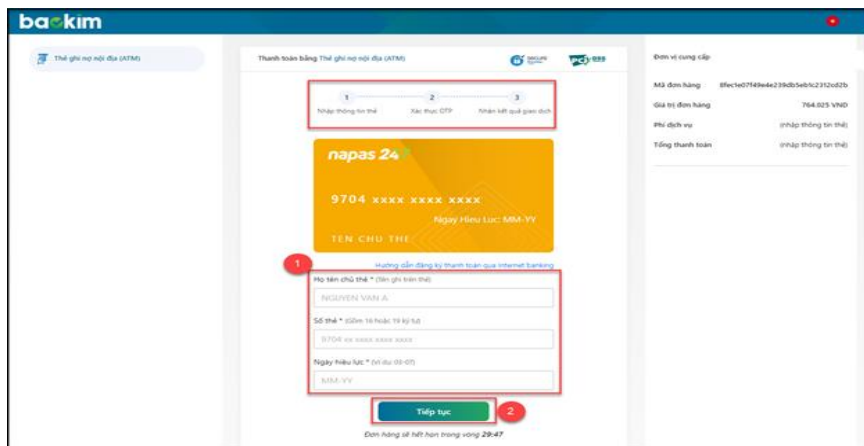 baokim
Thẻ ghi nợ nội địa (ATM)
Thanh toán bằng Thẻ ghi nợ nội địa (ATM)
SECURE
PCI DSS
1
2
3
Nhập thông tin thẻ
Xác thực OTP
Nhận kết quả giao dịch
napas 247
9704 xxxx xxxx xxxx
Ngay Hieu Luc: MM-YY
TEN CHU THE
1
Hướng dẫn đăng ký thanh toán qua internet banking
Họ tên chủ thẻ * (Tên ghi trên thẻ)
NGUYEN VAN A
Số thẻ * (Gồm 16 hoặc 19 ký tự)
9704 xx xxxx xxxx xxxx
Ngày hiệu lực * (Ví dụ: 03-07)
MM-YY
Tiếp tục
2
Đơn hàng sẽ hết hạn trong vòng 29:47
Đơn vị cung cấp
Mã đơn hàng
Giá trị đơn hàng 764.025 VND
Phí dịch vụ (nhập thông tin thẻ)
Tổng thanh toán (nhập thông tin thẻ)